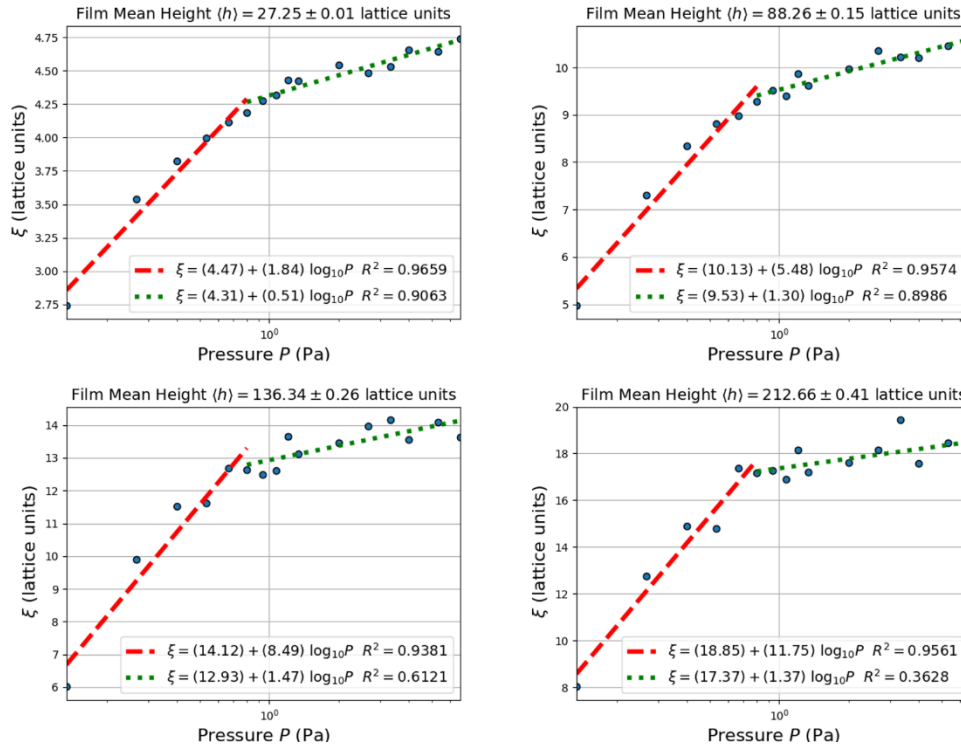 Film Mean Height ⟨h⟩ = 27.25 ± 0.01 lattice units
4.75
4.50
4.25
4.00
3.75
3.50
3.25
3.00
2.75
ξ (lattice units)
ξ = (4.47) + (1.84) log₁₀P R² = 0.9659
ξ = (4.31) + (0.51) log₁₀P R² = 0.9063
10⁰
Pressure P (Pa)
Film Mean Height ⟨h⟩ = 88.26 ± 0.15 lattice units
10
9
8
7
6
5
ξ (lattice units)
ξ = (10.13) + (5.48) log₁₀P R² = 0.9574
ξ = (9.53) + (1.30) log₁₀P R² = 0.8986
10⁰
Pressure P (Pa)
Film Mean Height ⟨h⟩ = 136.34 ± 0.26 lattice units
14
13
12
11
10
9
8
7
6
ξ (lattice units)
ξ = (14.12) + (8.49) log₁₀P R² = 0.9381
ξ = (12.93) + (1.47) log₁₀P R² = 0.6121
10⁰
Pressure P (Pa)
Film Mean Height ⟨h⟩ = 212.66 ± 0.41 lattice units
20
18
16
14
12
10
8
ξ (lattice units)
ξ = (18.85) + (11.75) log₁₀P R² = 0.9561
ξ = (17.37) + (1.37) log₁₀P R² = 0.3628
10⁰
Pressure P (Pa)